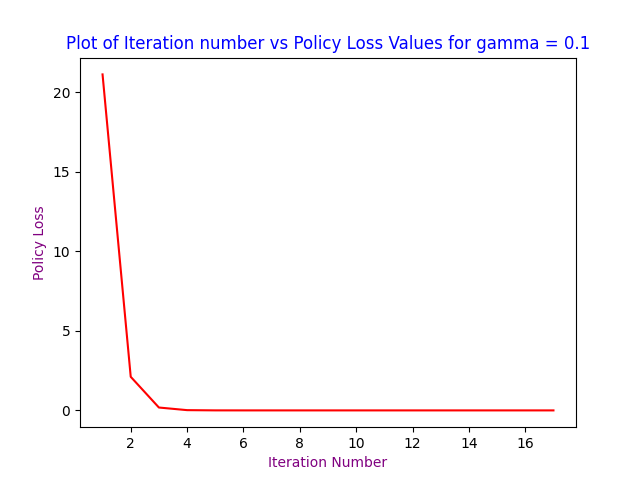 Plot of Iteration number vs Policy Loss Values for gamma = 0.1
20
15
10
5
0
Policy Loss
2 4 6 8 10 12 14 16
Iteration Number